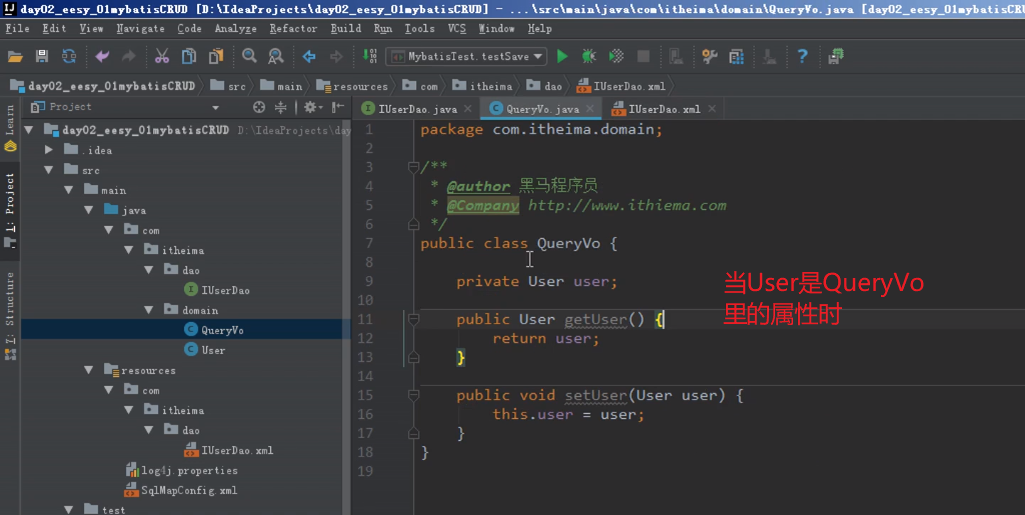 day02_eesy_01mybatisCRUD [D:\IdeaProjects\day02_eesy_01mybatisCRUD] - ...\src\main\java\com\itheima\domain\QueryVo.java [day02_eesy_01mybatisCRUD
File Edit View Navigate Code Analyze Refactor Build Run Tools VCS Window Help
MybatisTest.testSave
day02_eesy_01mybatisCRUD src main resources com itheima dao IUserDao.xml
Project
IUserDao.java QueryVo.java IUserDao.xml
Learn
1: Project
7: Structure
day02_eesy_01mybatisCRUD D:\IdeaProjects\day
.idea
src
main
java
com
itheima
dao
IUserDao
domain
QueryVo
User
resources
com
itheima
dao
IUserDao.xml
log4j.properties
SqlMapConfig.xml
test
1 package com.itheima.domain;
2
3 /**
4 * @author 黑马程序员
5 * @Company http://www.ithiema.com
6 */
7 public class QueryVo {
8
9 private User user;
10
11 public User getUser() {
12 return user;
13 }
14
15 public void setUser(User user) {
16 this.user = user;
17 }
18 }
19
当User是QueryVo
里的属性时